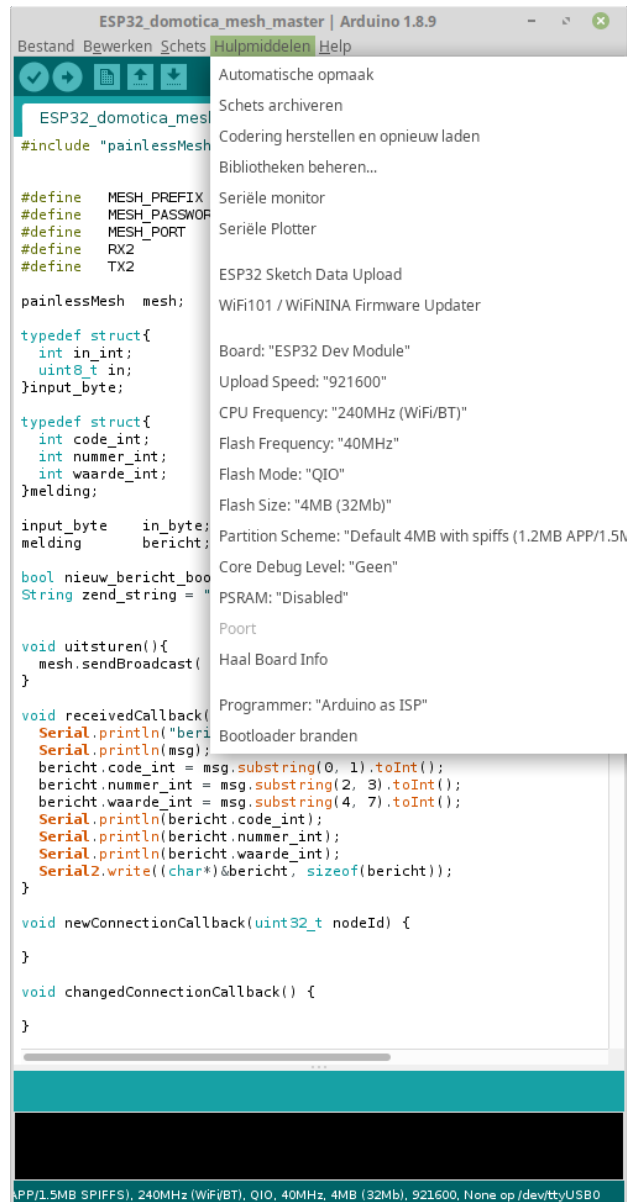 ESP32_domotica_mesh_master | Arduino 1.8.9
Bestand Bewerken Schets Hulpmiddelen Help
Automatische opmaak
Schets archiveren
Codering herstellen en opnieuw laden
Bibliotheken beheren...
Seriële monitor
Seriële Plotter
ESP32 Sketch Data Upload
WiFi101 / WiFiNINA Firmware Updater
Board: "ESP32 Dev Module"
Upload Speed: "921600"
CPU Frequency: "240MHz (WiFi/BT)"
Flash Frequency: "40MHz"
Flash Mode: "QIO"
Flash Size: "4MB (32Mb)"
Partition Scheme: "Default 4MB with spiffs (1.2MB APP/1.5M
Core Debug Level: "Geen"
PSRAM: "Disabled"
Poort
Haal Board Info
Programmer: "Arduino as ISP"
Bootloader branden
ESP32_domotica_mes
#include "painlessMesh
#define MESH_PREFIX
#define MESH_PASSWOR
#define MESH_PORT
#define RX2
#define TX2
painlessMesh mesh;
typedef struct{
int in_int;
uint8_t in;
}input_byte;
typedef struct{
int code_int;
int nummer_int;
int waarde_int;
}melding;
input_byte in_byte;
melding bericht;
bool nieuw_bericht_boo
String zend_string = "
void uitsturen(){
mesh.sendBroadcast(
}
void receivedCallback(
Serial.println("beri
Serial.println(msg);
bericht.code_int = msg.substring(0, 1).toInt();
bericht.nummer_int = msg.substring(2, 3).toInt();
bericht.waarde_int = msg.substring(4, 7).toInt();
Serial.println(bericht.code_int);
Serial.println(bericht.nummer_int);
Serial.println(bericht.waarde_int);
Serial2.write((char*)&bericht, sizeof(bericht));
}
void newConnectionCallback(uint32_t nodeId) {
}
void changedConnectionCallback() {
}
APP/1.5MB SPIFFS), 240MHz (WiFi/BT), QIO, 40MHz, 4MB (32Mb), 921600, None op /dev/ttyUSB0